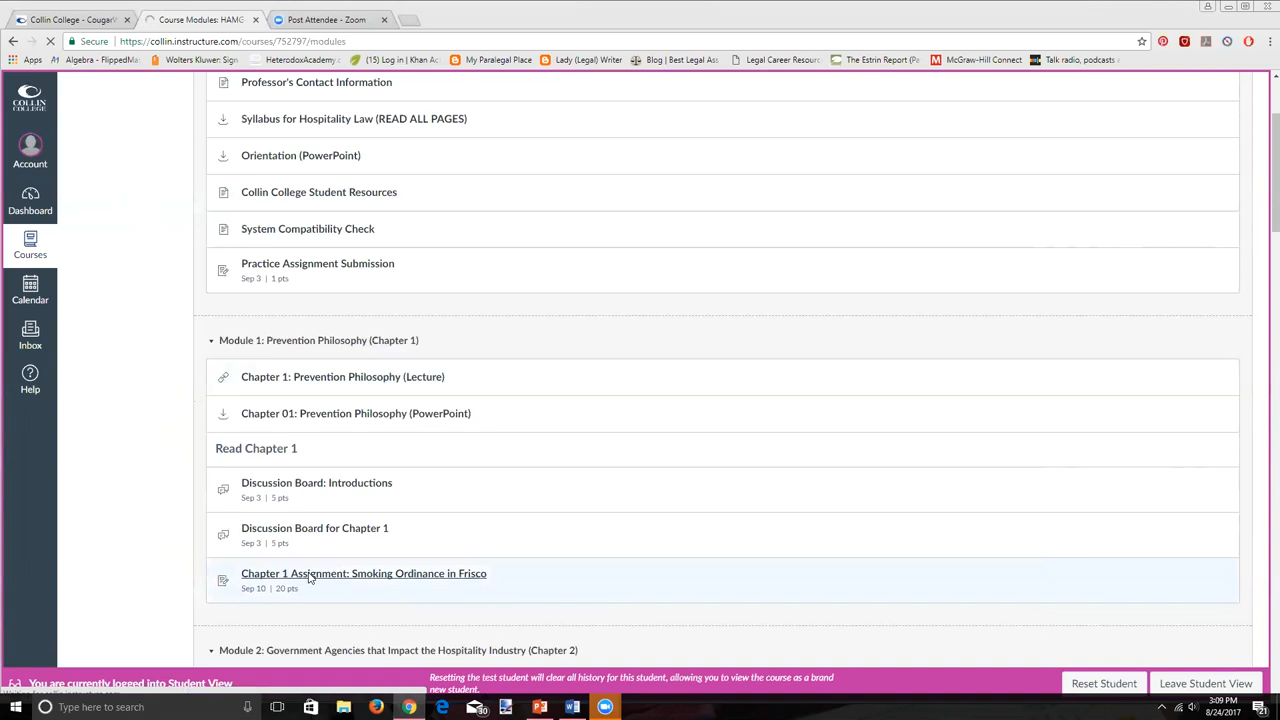 Collin College - CougarW
Course Modules: HAMG
Post Attendee - Zoom
Secure | https://collin.instructure.com/courses/752797/modules
Apps Algebra - FlippedMa Wolters Kluwer: Sign HeterodoxAcademy. (15) Log in | Khan Ac My Paralegal Place Lady (Legal) Writer Blog | Best Legal Ass Legal Career Resourc The Estrin Report (Pa McGraw-Hill Connect Talk radio, podcasts
COLLIN
COLLEGE
Account
Dashboard
Courses
Calendar
Inbox
Help
Professor's Contact Information
Syllabus for Hospitality Law (READ ALL PAGES)
Orientation (PowerPoint)
Collin College Student Resources
System Compatibility Check
Practice Assignment Submission
Sep 3 | 1 pts
Module 1: Prevention Philosophy (Chapter 1)
Chapter 1: Prevention Philosophy (Lecture)
Chapter 01: Prevention Philosophy (PowerPoint)
Read Chapter 1
Discussion Board: Introductions
Sep 3 | 5 pts
Discussion Board for Chapter 1
Sep 3 | 5 pts
Chapter 1 Assignment: Smoking Ordinance in Frisco
Sep 10 | 20 pts
Module 2: Government Agencies that Impact the Hospitality Industry (Chapter 2)
You are currently logged into Student View
Resetting the test student will clear all history for this student, allowing you to view the course as a brand
new student.
Reset Student
Leave Student View
Type here to search
30
3:09 PM
8/24/2017
21